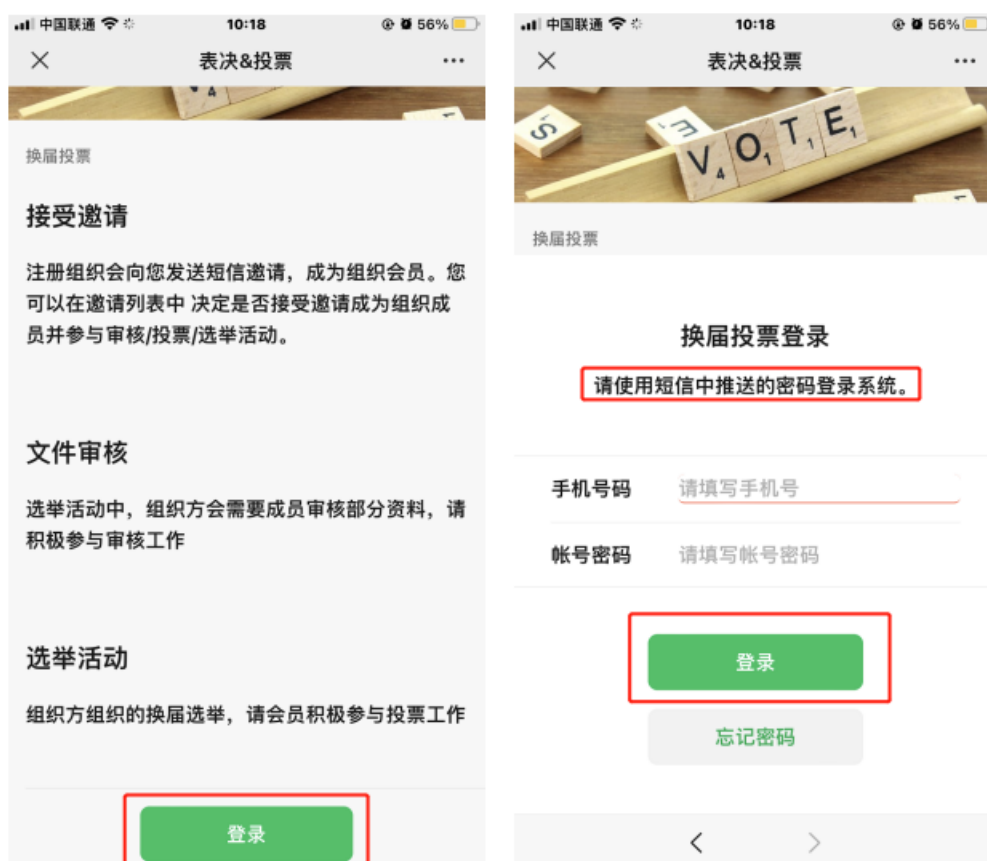 中国联通
10:18
56%
表决&投票
4
换届投票
接受邀请
注册组织会向您发送短信邀请，成为组织会员。您
可以在邀请列表中 决定是否接受邀请成为组织成
员并参与审核/投票/选举活动。
文件审核
选举活动中，组织方会需要成员审核部分资料，请
积极参与审核工作
选举活动
组织方组织的换届选举，请会员积极参与投票工作
登录
中国联通
10:18
56%
表决&投票
S
E
V4 O1 T1 E1
换届投票
换届投票登录
请使用短信中推送的密码登录系统。
手机号码 请填写手机号
帐号密码 请填写帐号密码
登录
忘记密码